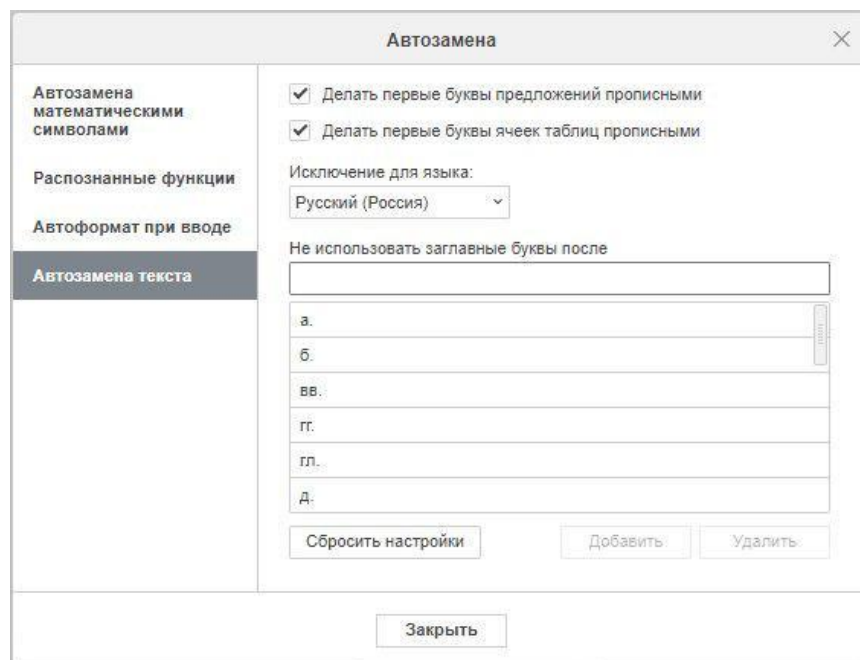 Автозамена
Автозамена
математическими
символами
Распознанные функции
Автоформат при вводе
Автозамена текста
Делать первые буквы предложений прописными
Делать первые буквы ячеек таблиц прописными
Исключение для языка:
Русский (Россия)
Не использовать заглавные буквы после
а.
б.
вв.
гг.
гл.
д.
Сбросить настройки
Добавить
Удалить
Закрыть